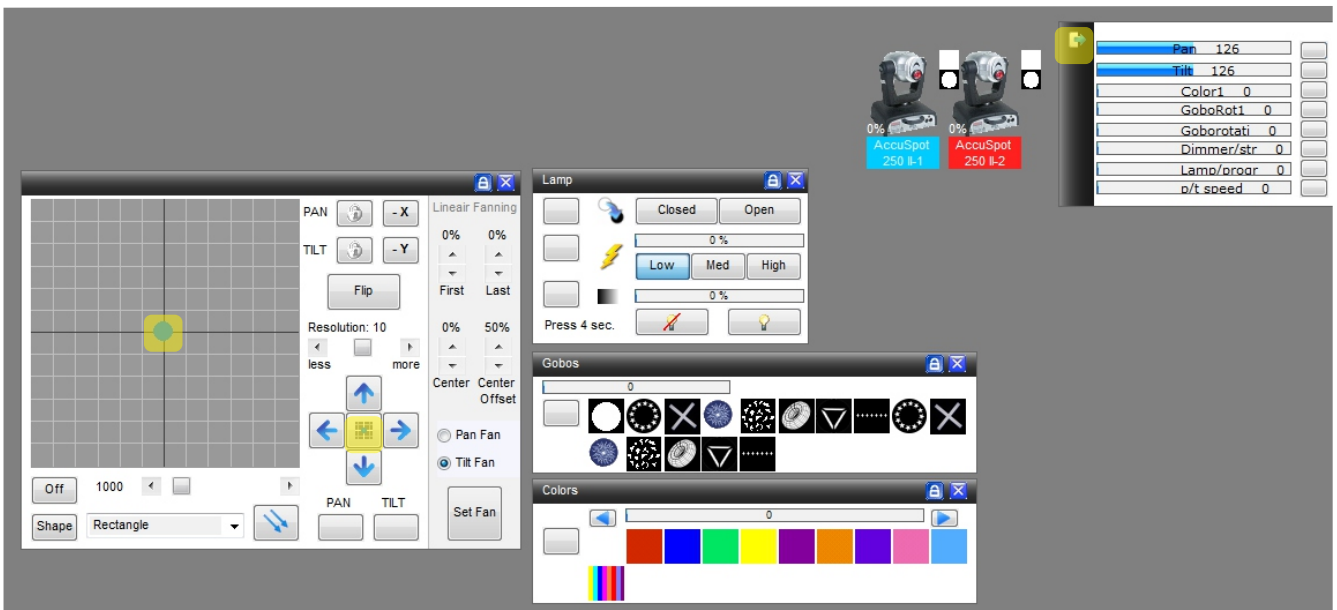 Pan 126
Tilt 126
Color1 0
GoboRot1 0
Goborotati 0
Dimmer/str 0
Lamp/progr 0
p/t speed 0
0% 0%
AccuSpot 250 II-1
AccuSpot 250 II-2
PAN - X
TILT - Y
Flip
Resolution: 10
less more
Off 1000
Shape Rectangle
PAN TILT
Lineair Fanning
0% 0%
First Last
0% 50%
Center Center Offset
Pan Fan
Tilt Fan
Set Fan
Lamp
Closed Open
0 %
Low Med High
0 %
Press 4 sec.
Gobos
0
Colors
0